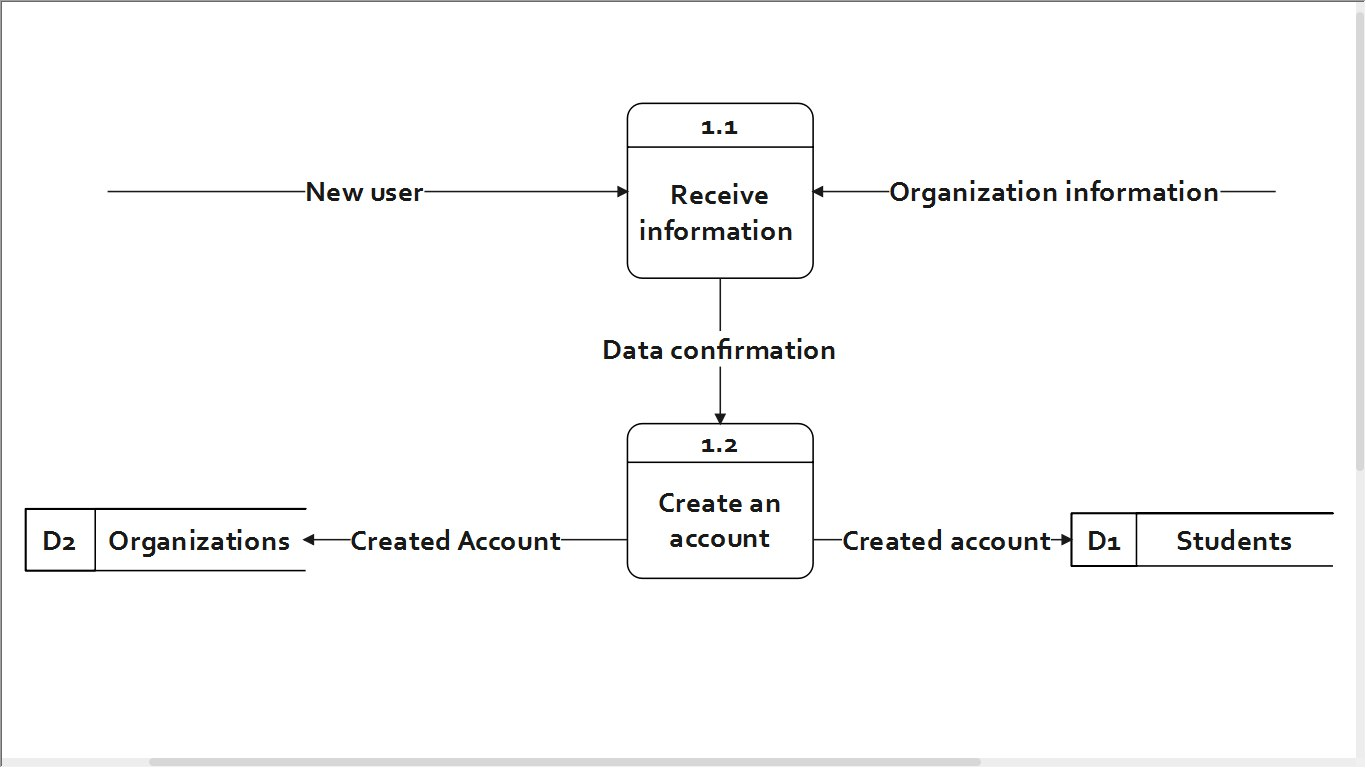 1.1
New user
Receive
information
Organization information
Data confirmation
1.2
Create an
account
D2 Organizations
Created Account
Created account
D1 Students